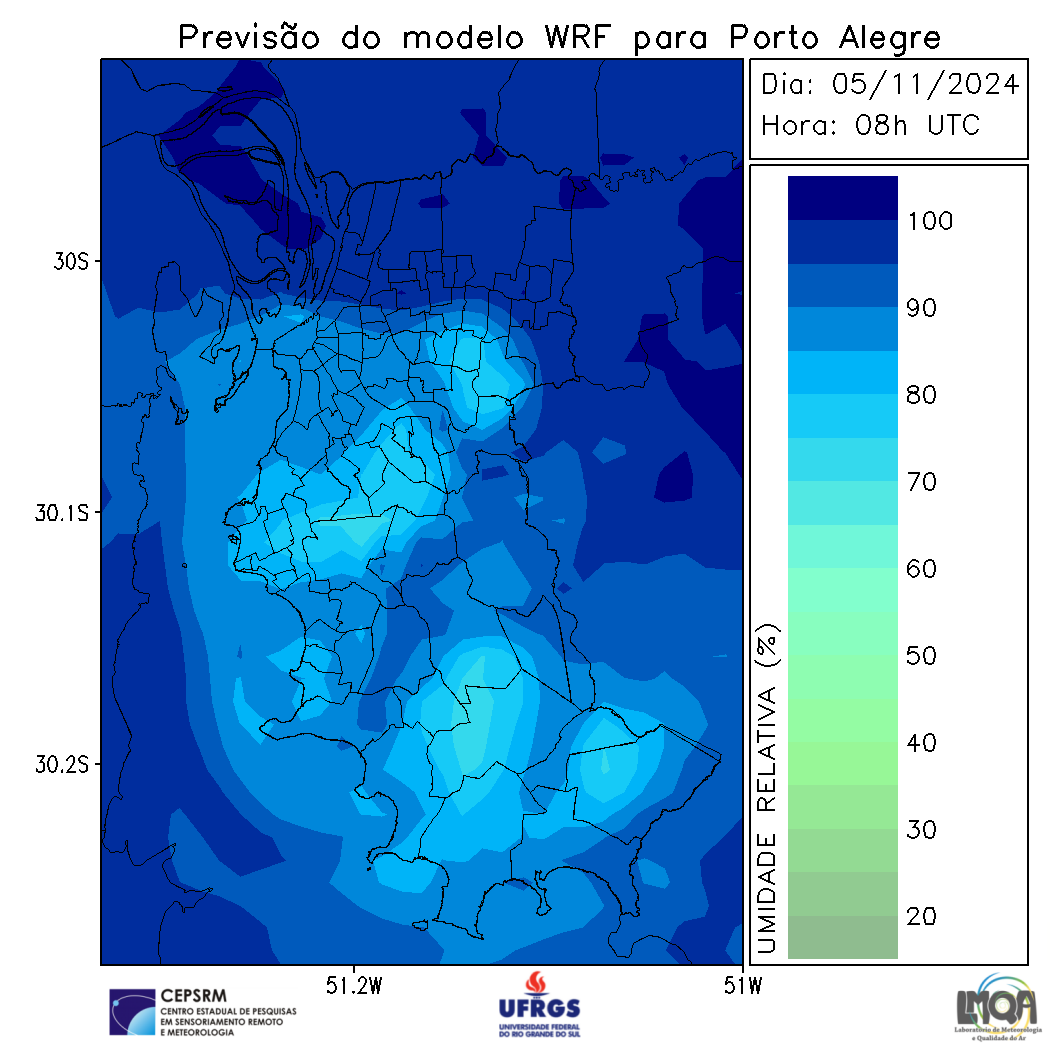 Previsão do modelo WRF para Porto Alegre
Dia: 05/11/2024
Hora: 08h UTC
30S
30.1S
30.2S
51.2W
51W
100
90
80
70
60
50
40
30
20
UMIDADE RELATIVA (%)
CEPSRM
CENTRO ESTADUAL DE PESQUISAS
EM SENSORIAMENTO REMOTO
E METEOROLOGIA
UFRGS
UNIVERSIDADE FEDERAL
DO RIO GRANDE DO SUL
LMQA
Laboratório de Meteorologia
e Qualidade do Ar